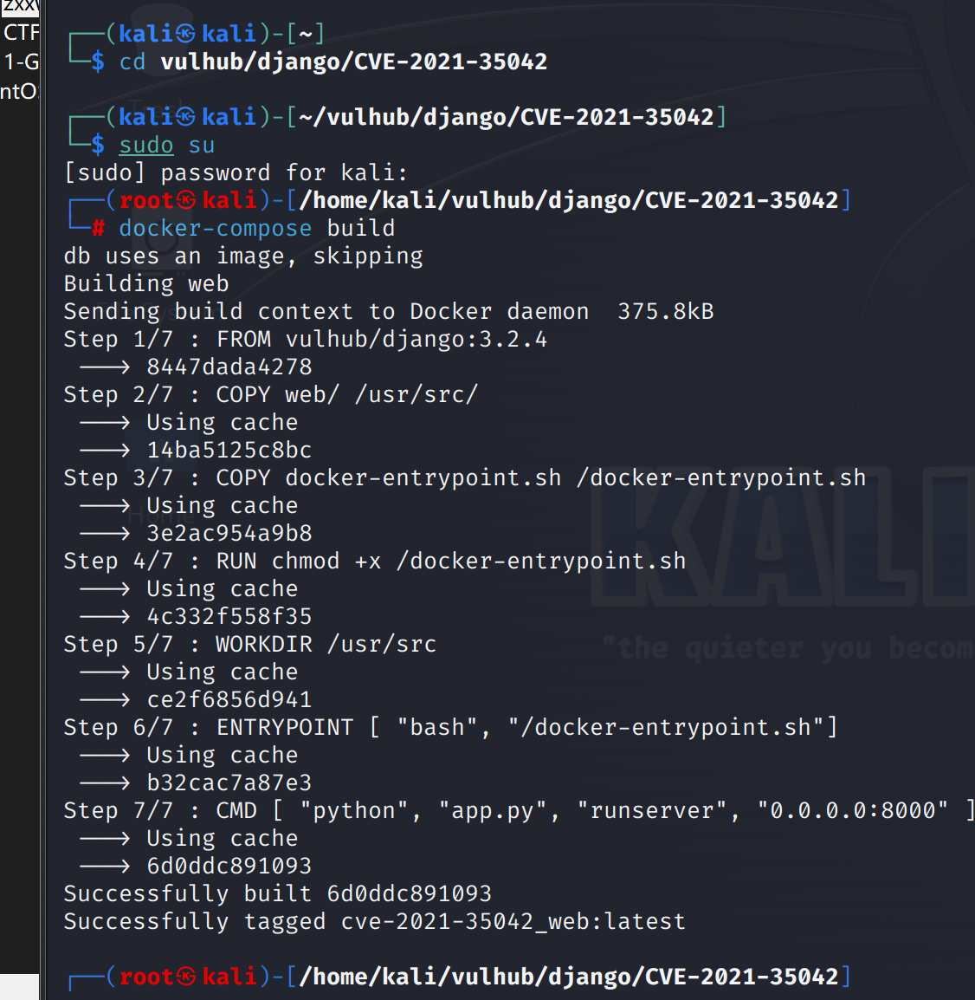 zxxv
CTF
1-G
ntOS
┌──(kali㉿kali)-[~]
└─$ cd vulhub/django/CVE-2021-35042
┌──(kali㉿kali)-[~/vulhub/django/CVE-2021-35042]
└─$ sudo su
[sudo] password for kali:
┌──(root㉿kali)-[/home/kali/vulhub/django/CVE-2021-35042]
└─# docker-compose build
db uses an image, skipping
Building web
Sending build context to Docker daemon  375.8kB
Step 1/7 : FROM vulhub/django:3.2.4
 ---> 8447dada4278
Step 2/7 : COPY web/ /usr/src/
 ---> Using cache
 ---> 14ba5125c8bc
Step 3/7 : COPY docker-entrypoint.sh /docker-entrypoint.sh
 ---> Using cache
 ---> 3e2ac954a9b8
Step 4/7 : RUN chmod +x /docker-entrypoint.sh
 ---> Using cache
 ---> 4c332f558f35
Step 5/7 : WORKDIR /usr/src
 ---> Using cache
 ---> ce2f6856d941
Step 6/7 : ENTRYPOINT [ "bash", "/docker-entrypoint.sh"]
 ---> Using cache
 ---> b32cac7a87e3
Step 7/7 : CMD [ "python", "app.py", "runserver", "0.0.0.0:8000" ]
 ---> Using cache
 ---> 6d0ddc891093
Successfully built 6d0ddc891093
Successfully tagged cve-2021-35042_web:latest
┌──(root㉿kali)-[/home/kali/vulhub/django/CVE-2021-35042]
Home
KALI
"the quieter you becom